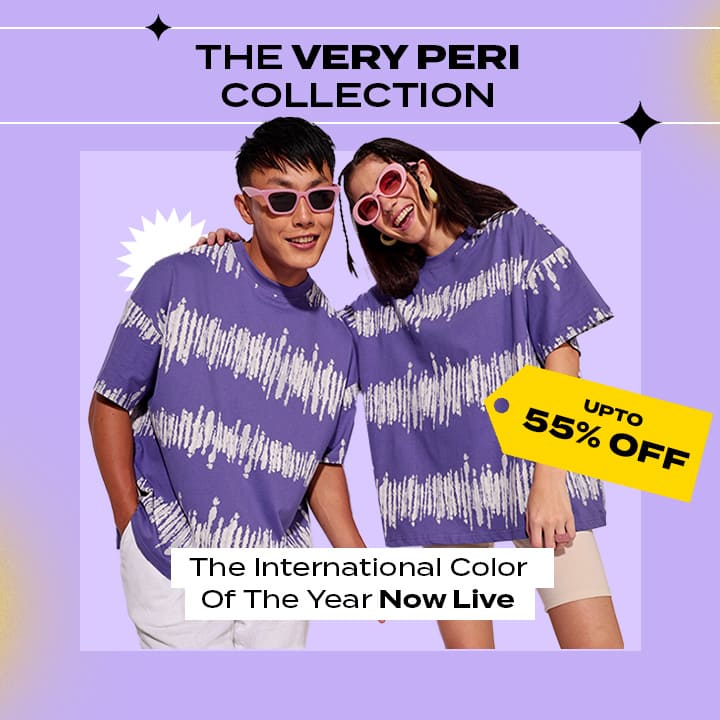 THE VERY PERI
COLLECTION
UPTO
55% OFF
The International Color
Of The Year Now Live